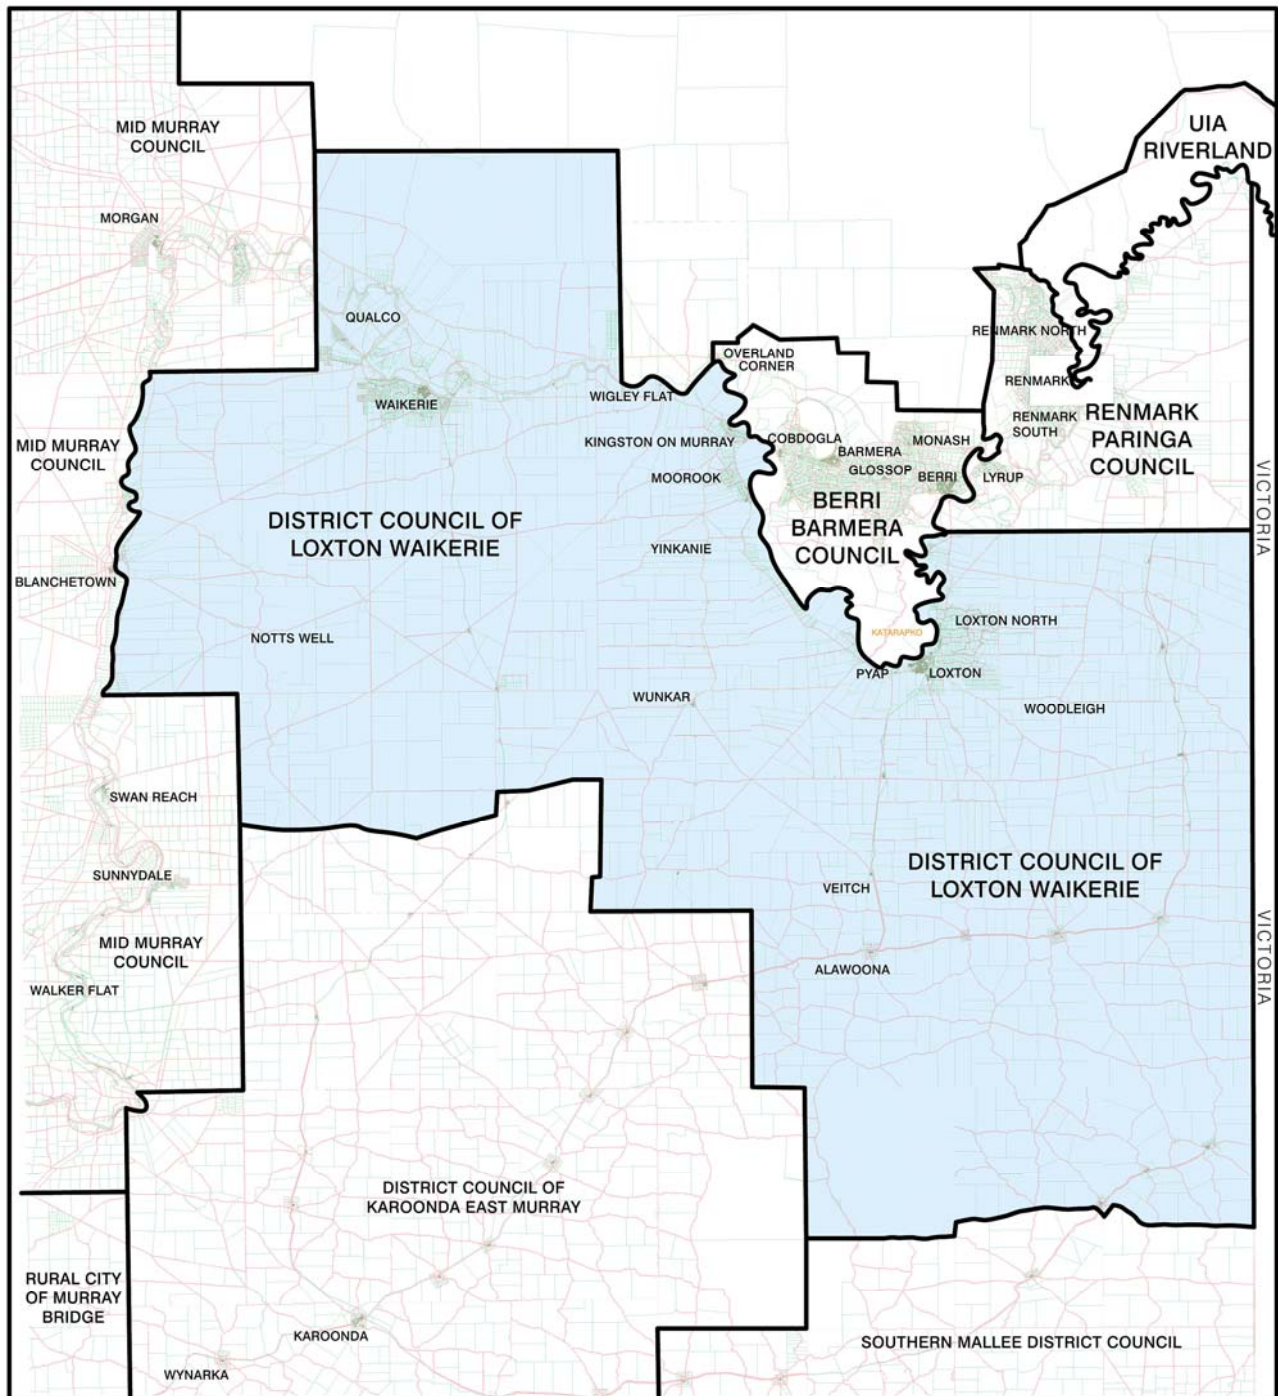 MID MURRAY
COUNCIL
UIA
RIVERLAND
MORGAN
QUALCO
RENMARK NORTH
OVERLAND
CORNER
RENMARK
WIGLEY FLAT
WAIKERIE
RENMARK
SOUTH
RENMARK
PARINGA
COUNCIL
MID MURRAY
COUNCIL
KINGSTON ON MURRAY
COBDOGLA
MONASH
BARMERA
GLOSSOP
MOOROOK
BERRI
LYRUP
BERRI
BARMERA
COUNCIL
VICTORIA
DISTRICT COUNCIL OF
LOXTON WAIKERIE
YINKANIE
BLANCHETOWN
LOXTON NORTH
KATARAPKO
NOTTS WELL
PYAP
LOXTON
WUNKAR
WOODLEIGH
SWAN REACH
DISTRICT COUNCIL OF
LOXTON WAIKERIE
SUNNYDALE
VEITCH
MID MURRAY
COUNCIL
VICTORIA
ALAWOONA
WALKER FLAT
DISTRICT COUNCIL OF
KAROONDA EAST MURRAY
RURAL CITY
OF MURRAY
BRIDGE
KAROONDA
SOUTHERN MALLEE DISTRICT COUNCIL
WYNARKA